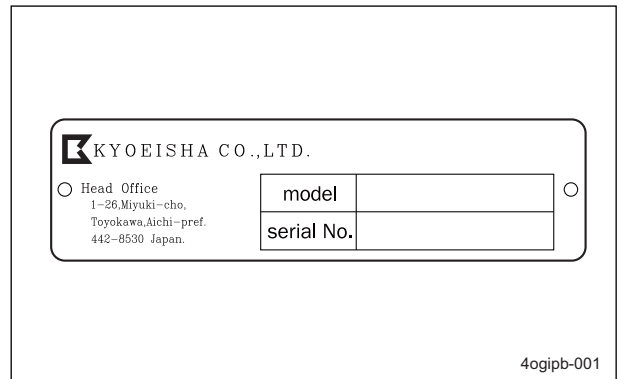 KYOEISHA CO.,LTD.
Head Office
1-26,Miyuki-cho,
Toyokawa,Aichi-pref.
442-8530 Japan.
model
serial No.
4ogipb-001